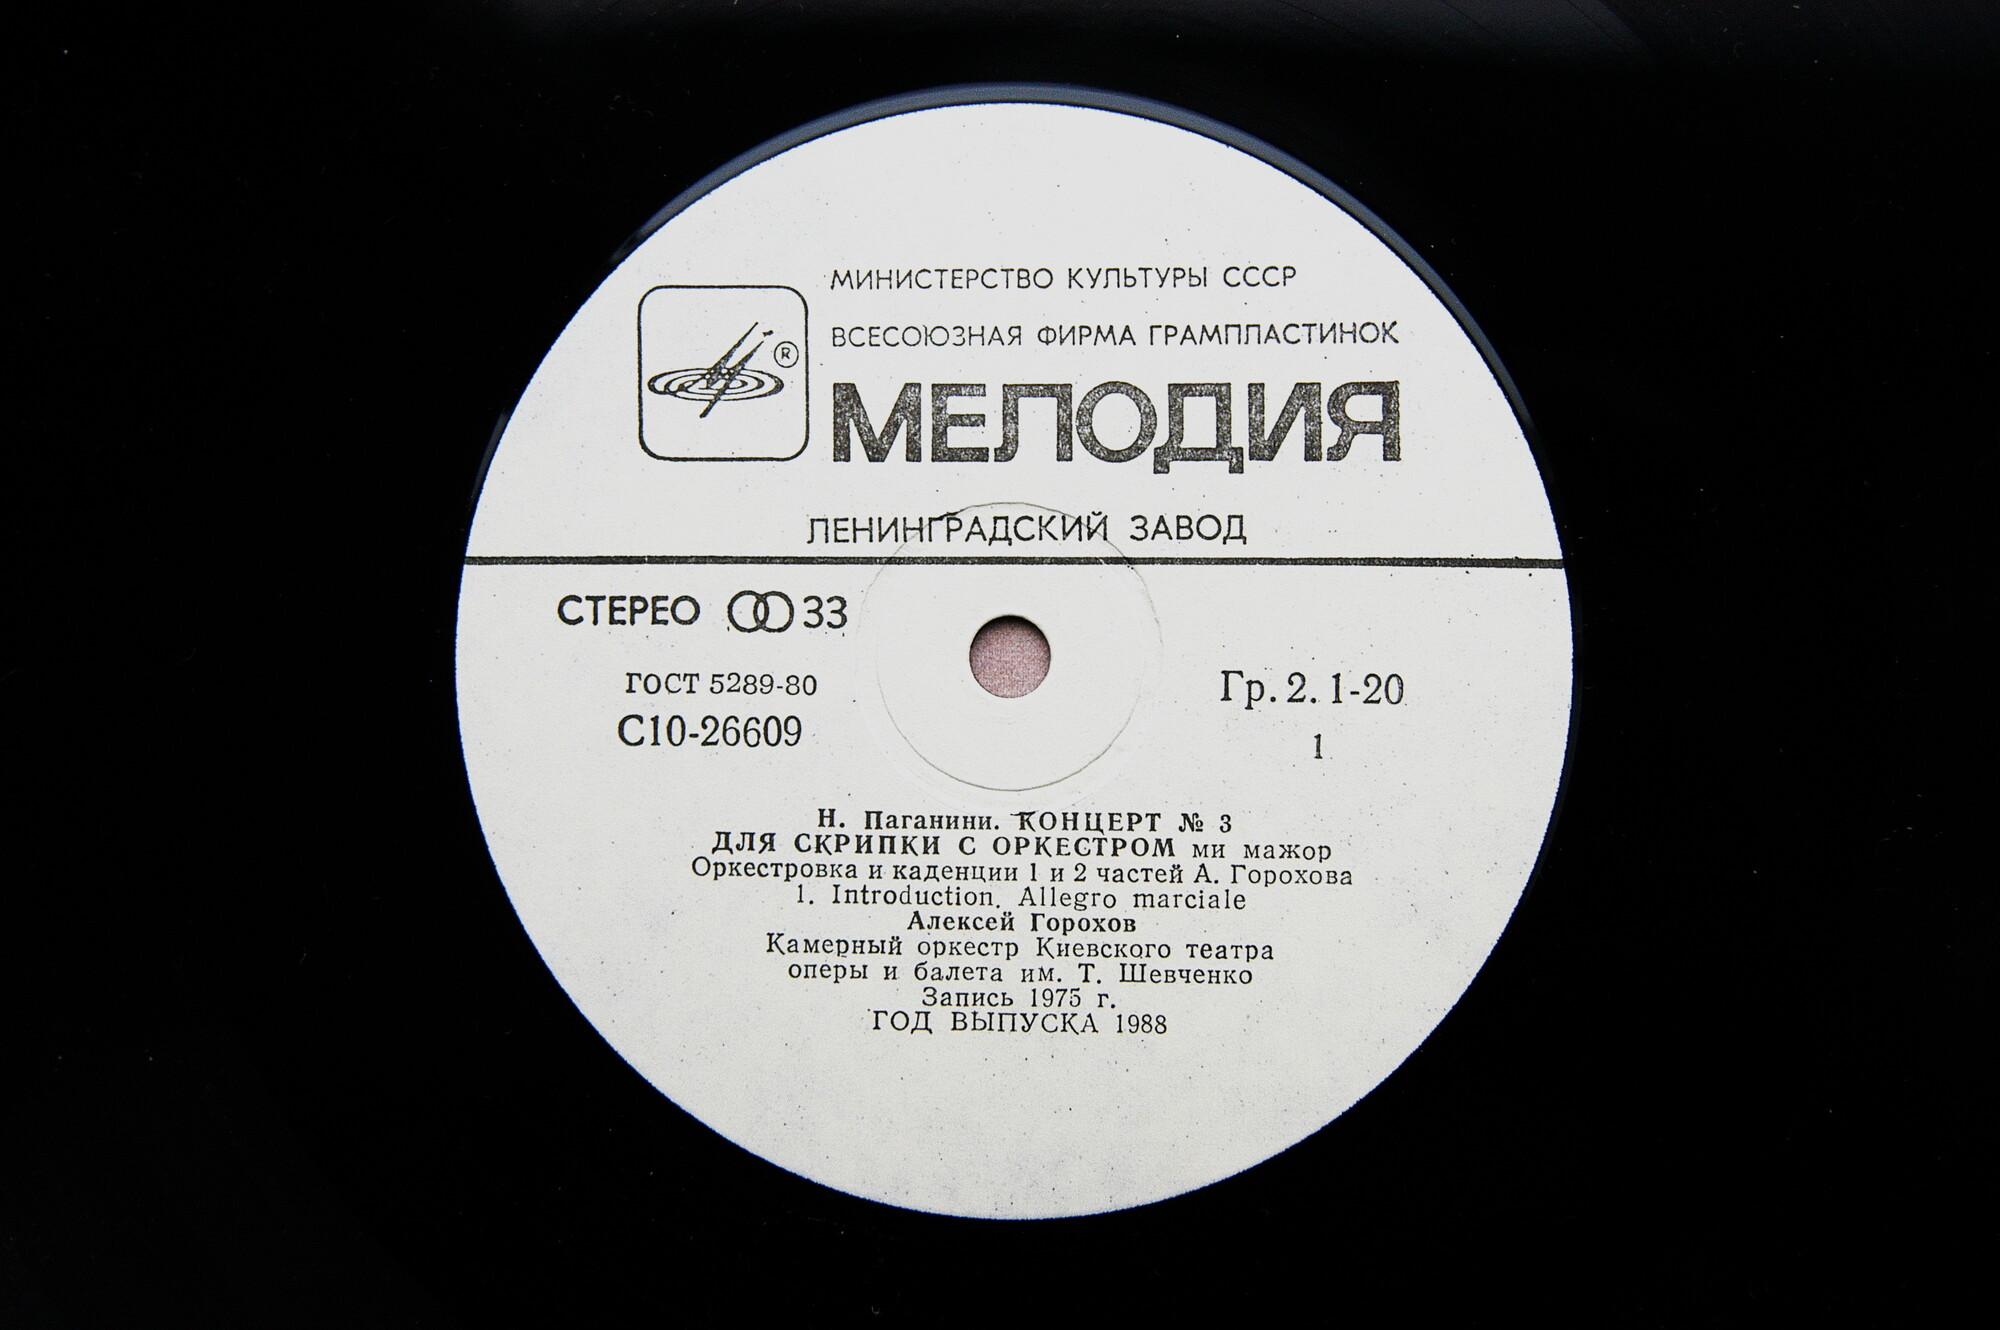 МИНИСТЕРСТВО КУЛЬТУРЫ СССР
ВСЕСОЮЗНАЯ ФИРМА ГРАМПЛАСТИНОК
®
МЕЛОДИЯ
ЛЕНИНГРАДСКИЙ ЗАВОД
СТЕРЕО 33
ГОСТ 5289-80
С10-26609
Гр. 2. 1-20
1
Н. Паганини. КОНЦЕРТ № 3
ДЛЯ СКРИПКИ С ОРКЕСТРОМ ми мажор
Оркестровка и каденции 1 и 2 частей А. Горохова
1. Introduction. Allegro marciale
Алексей Горохов
Камерный оркестр Киевского театра
оперы и балета им. Т. Шевченко
Запись 1975 г.
ГОД ВЫПУСКА 1988